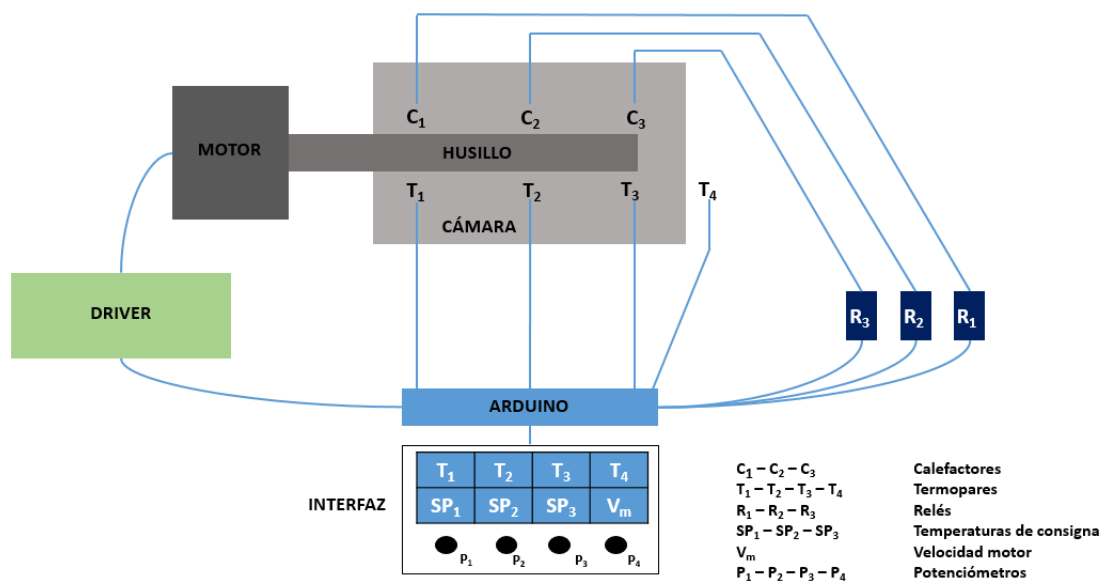 C1 C2 C3
MOTOR
HUSILLO
T1 T2 T3 T4
CÁMARA
DRIVER
R3 R2 R1
ARDUINO
T1 T2 T3 T4
INTERFAZ
SP1 SP2 SP3 Vm
P1 P2 P3 P4
C1 – C2 – C3 Calefactores
T1 – T2 – T3 – T4 Termopares
R1 – R2 – R3 Relés
SP1 – SP2 – SP3 Temperaturas de consigna
Vm Velocidad motor
P1 – P2 – P3 – P4 Potenciómetros